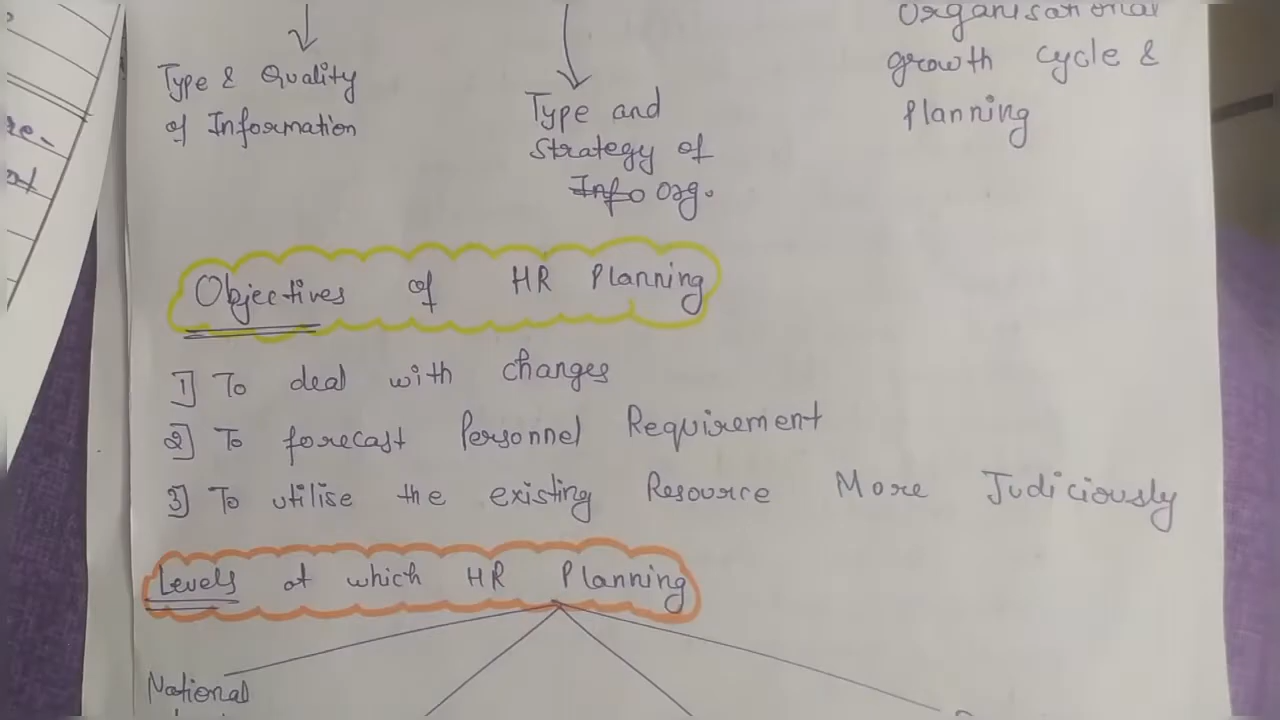 Type & Quality
of Information
Type and
Strategy of
Info Org.
Organisational
growth Cycle &
Planning
Objectives of HR Planning
1] To deal with changes
2] To forecast Personnel Requirement
3] To utilise the existing Resource More Judiciously
Levels at which HR Planning
National